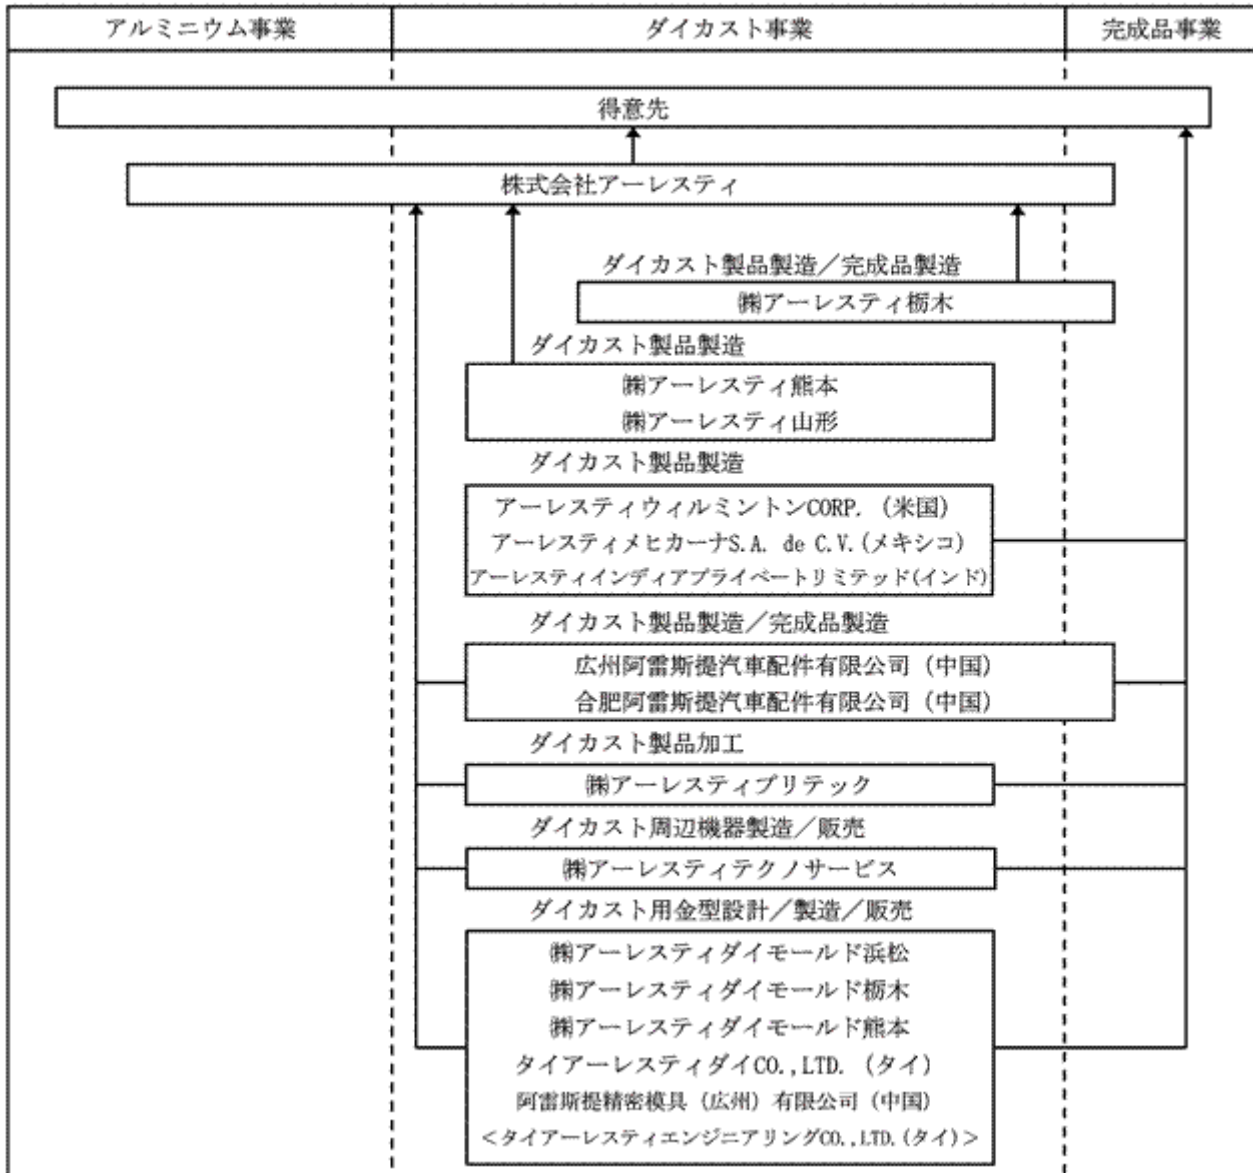 アルミニウム事業
ダイカスト事業
完成品事業
得意先
株式会社アーレスティ
ダイカスト製品製造／完成品製造
㈱アーレスティ栃木
ダイカスト製品製造
㈱アーレスティ熊本
㈱アーレスティ山形
ダイカスト製品製造
アーレスティウィルミントンCORP. (米国)
アーレスティメヒカーナS.A. de C.V.(メキシコ)
アーレスティインディアプライベートリミテッド(インド)
ダイカスト製品製造／完成品製造
広州阿雷斯提汽車配件有限公司 (中国)
合肥阿雷斯提汽車配件有限公司 (中国)
ダイカスト製品加工
㈱アーレスティプリテック
ダイカスト周辺機器製造／販売
㈱アーレスティテクノサービス
ダイカスト用金型設計／製造／販売
㈱アーレスティダイモールド浜松
㈱アーレスティダイモールド栃木
㈱アーレスティダイモールド熊本
タイアーレスティダイCO.,LTD. (タイ)
阿雷斯提精密模具 (広州) 有限公司 (中国)
＜タイアーレスティエンジニアリングCO.,LTD.(タイ)＞